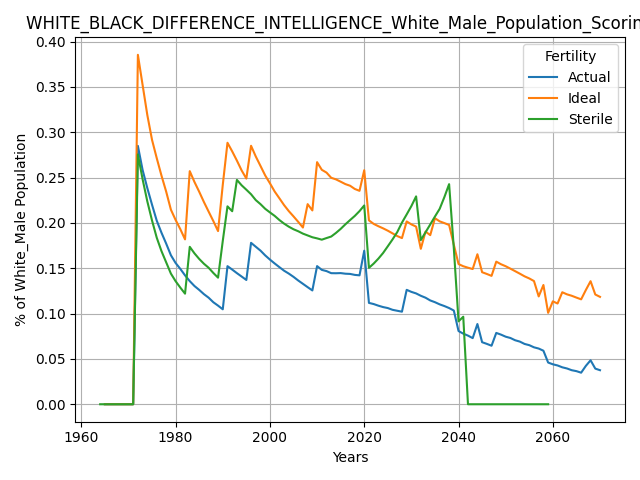 WHITE_BLACK_DIFFERENCE_INTELLIGENCE_White_Male_Population_Scorin
0.40
0.35
0.30
0.25
0.20
0.15
0.10
0.05
0.00
% of White_Male Population
Fertility
Actual
Ideal
Sterile
1960 1980 2000 2020 2040 2060
Years